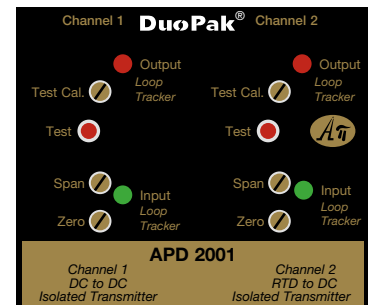 Channel 1 DuoPak® Channel 2
Output
Loop
Tracker
Test Cal.
Test
Span
Input
Loop
Tracker
Zero
Output
Loop
Tracker
Test Cal.
Test
Span
Input
Loop
Tracker
Zero
APD 2001
Channel 1
DC to DC
Isolated Transmitter
Channel 2
RTD to DC
Isolated Transmitter